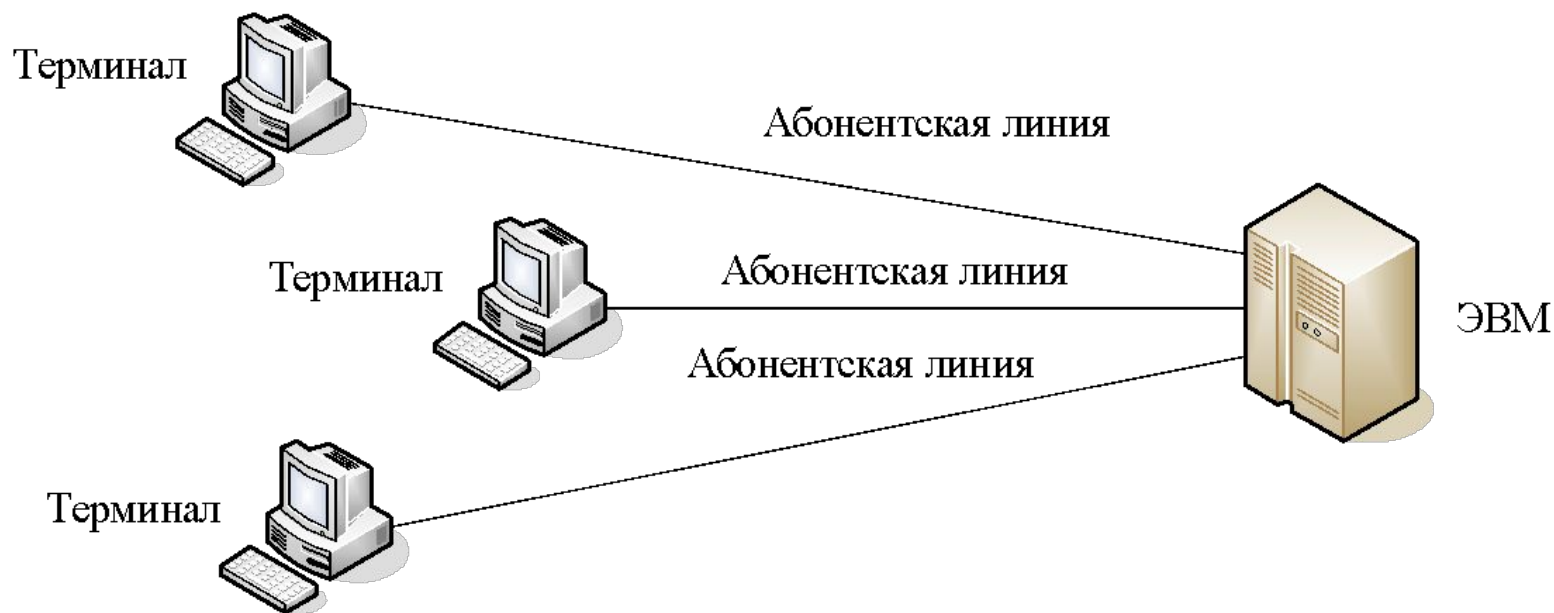 Терминал
Абонентская линия
Терминал
Абонентская линия
ЭВМ
Абонентская линия
Терминал